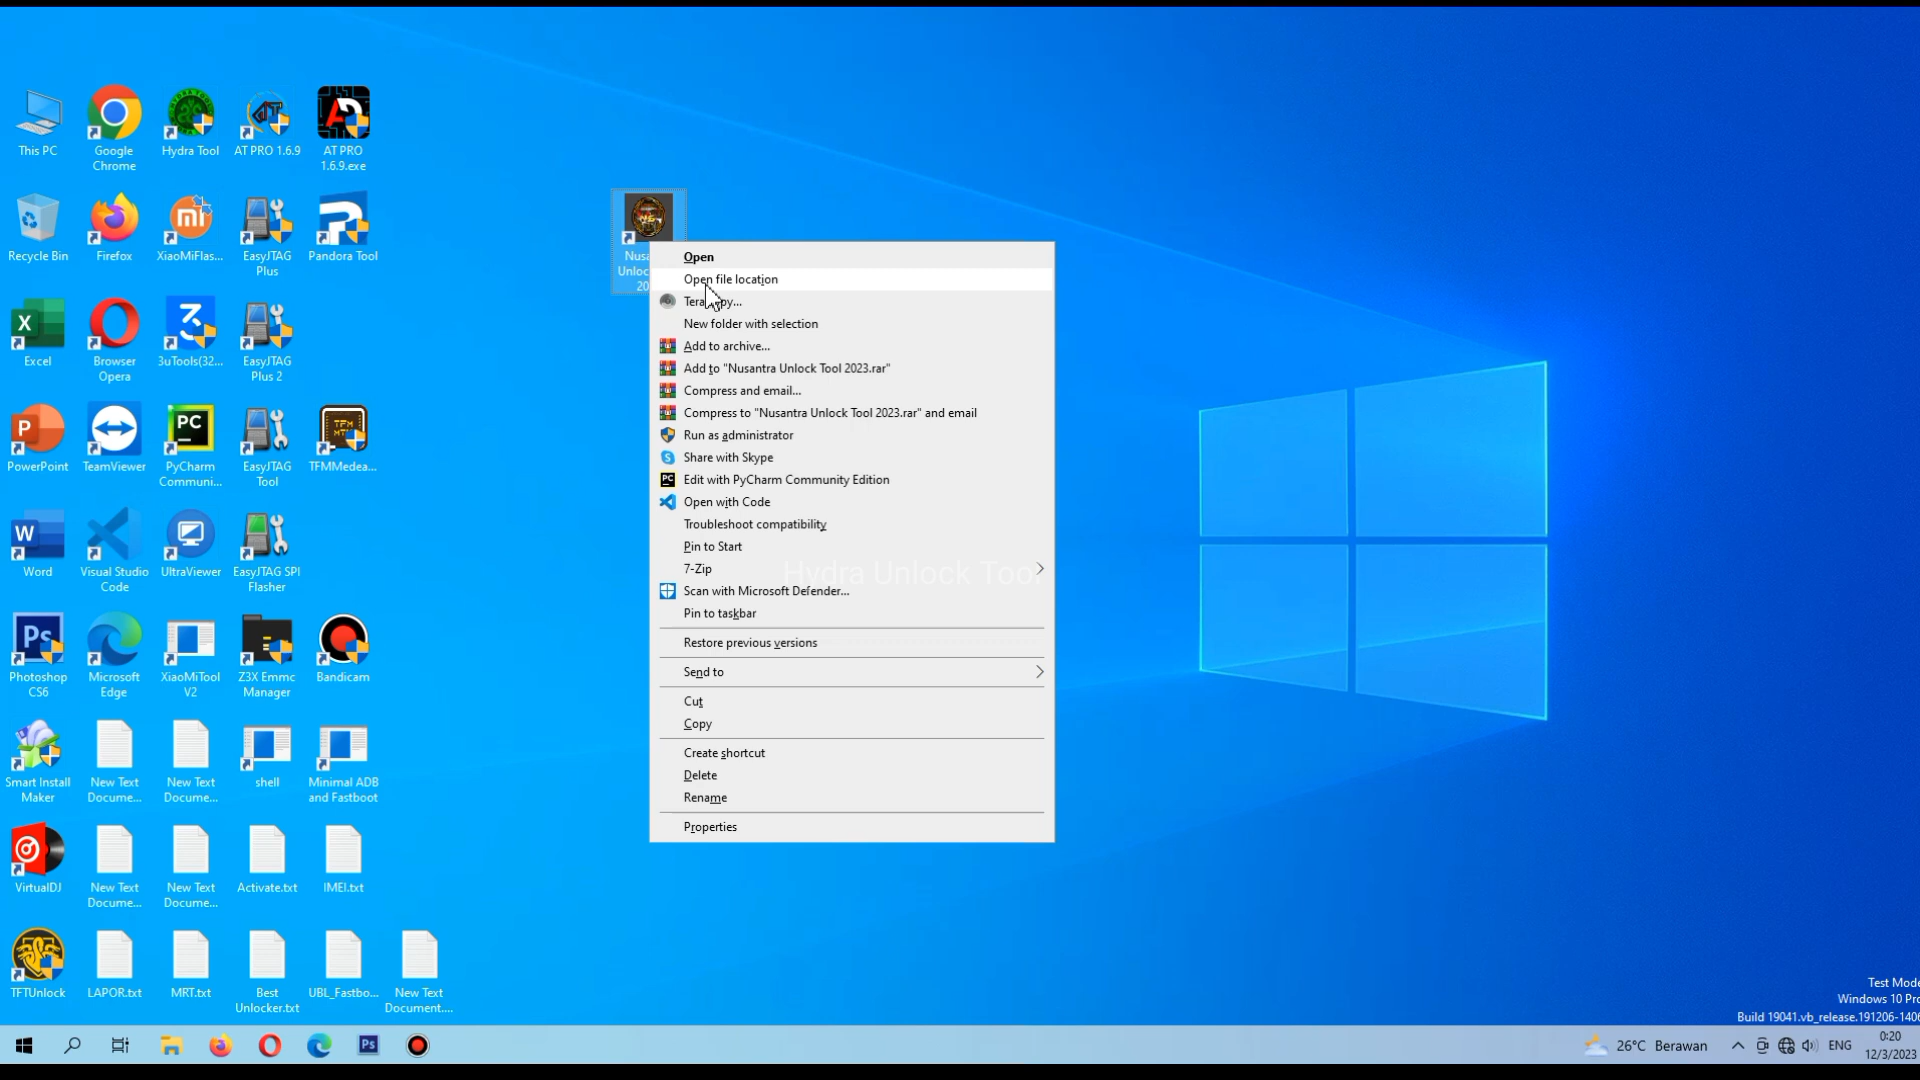 This PC
Google
Chrome
Hydra Tool
AT PRO 1.6.9
AT PRO
1.6.9.exe
Recycle Bin
Firefox
XiaoMiFlas...
EasyJTAG
Plus
Pandora Tool
Excel
Browser
Opera
3uTools(32...
EasyJTAG
Plus 2
PowerPoint
TeamViewer
PyCharm
Communi...
EasyJTAG
Tool
TFMMedea...
Word
Visual Studio
Code
UltraViewer
EasyJTAG SPI
Flasher
Photoshop
CS6
Microsoft
Edge
XiaoMiTool
V2
Z3X Emmc
Manager
Bandicam
Smart Install
Maker
New Text
Docume...
New Text
Docume...
shell
Minimal ADB
and Fastboot
VirtualDJ
New Text
Docume...
New Text
Docume...
Activate.txt
IMEI.txt
TFTUnlock
LAPOR.txt
MRT.txt
Best
Unlocker.txt
UBL_Fastbo...
New Text
Document....
Nusa
Unloc
20
Open
Open file location
New folder with selection
Add to archive...
Add to "Nusantra Unlock Tool 2023.rar"
Compress and email...
Compress to "Nusantra Unlock Tool 2023.rar" and email
Run as administrator
Share with Skype
Edit with PyCharm Community Edition
Open with Code
Troubleshoot compatibility
Pin to Start
7-Zip
Hydra Unlock Tool
Scan with Microsoft Defender...
Pin to taskbar
Restore previous versions
Send to
Cut
Copy
Create shortcut
Delete
Rename
Properties
Test Mode
Windows 10 Pro
Build 19041.vb_release.191206-1406
26°C Berawan
ENG
0:20
12/3/2023